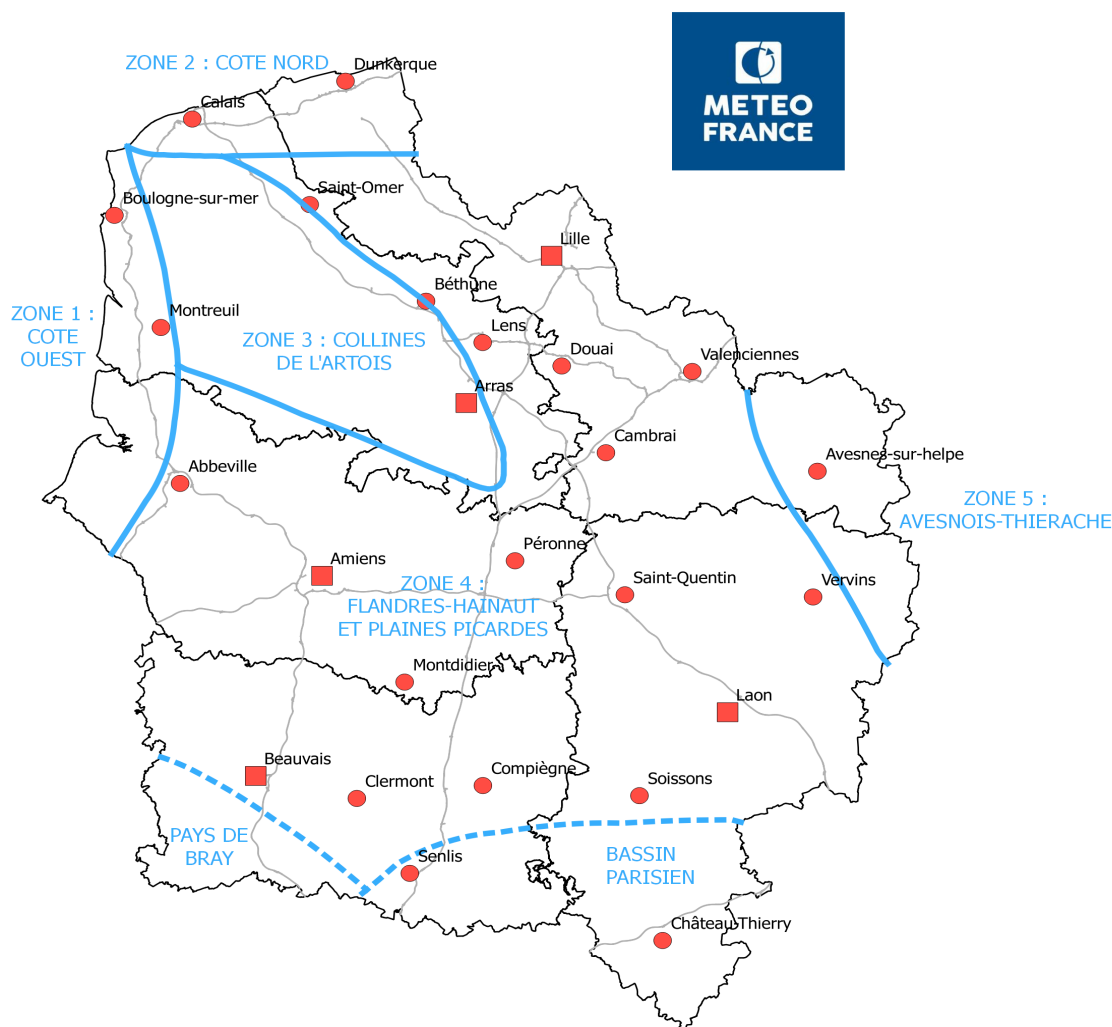 ZONE 2 : COTE NORD
Dunkerque
Calais
METEO
FRANCE
Saint-Omer
Boulogne-sur-mer
Lille
Béthune
ZONE 1 :
COTE
OUEST
Montreuil
ZONE 3 : COLLINES
DE L'ARTOIS
Lens
Douai
Valenciennes
Arras
Cambrai
Avesnes-sur-helpe
Abbeville
ZONE 5 :
AVESNOIS-THIERACHE
Péronne
Amiens
ZONE 4 :
FLANDRES-HAINAUT
ET PLAINES PICARDES
Saint-Quentin
Vervins
Montdidier
Laon
Beauvais
Clermont
Compiègne
Soissons
PAYS DE
BRAY
Senlis
BASSIN
PARISIEN
Château-Thierry